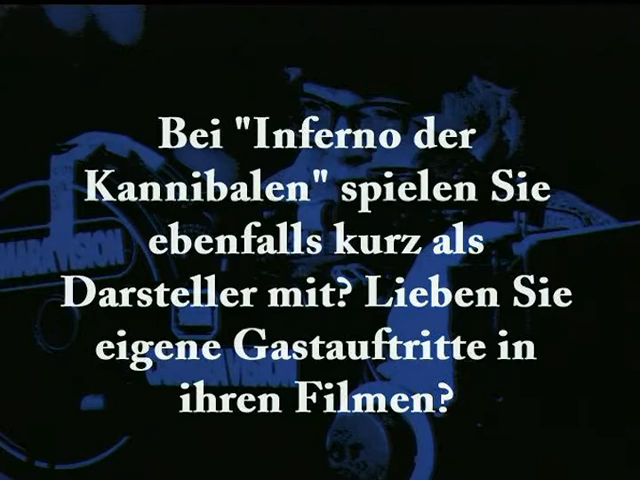 Bei "Inferno der
Kannibalen" spielen Sie
ebenfalls kurz als
Darsteller mit? Lieben Sie
eigene Gastauftritte in
ihren Filmen?